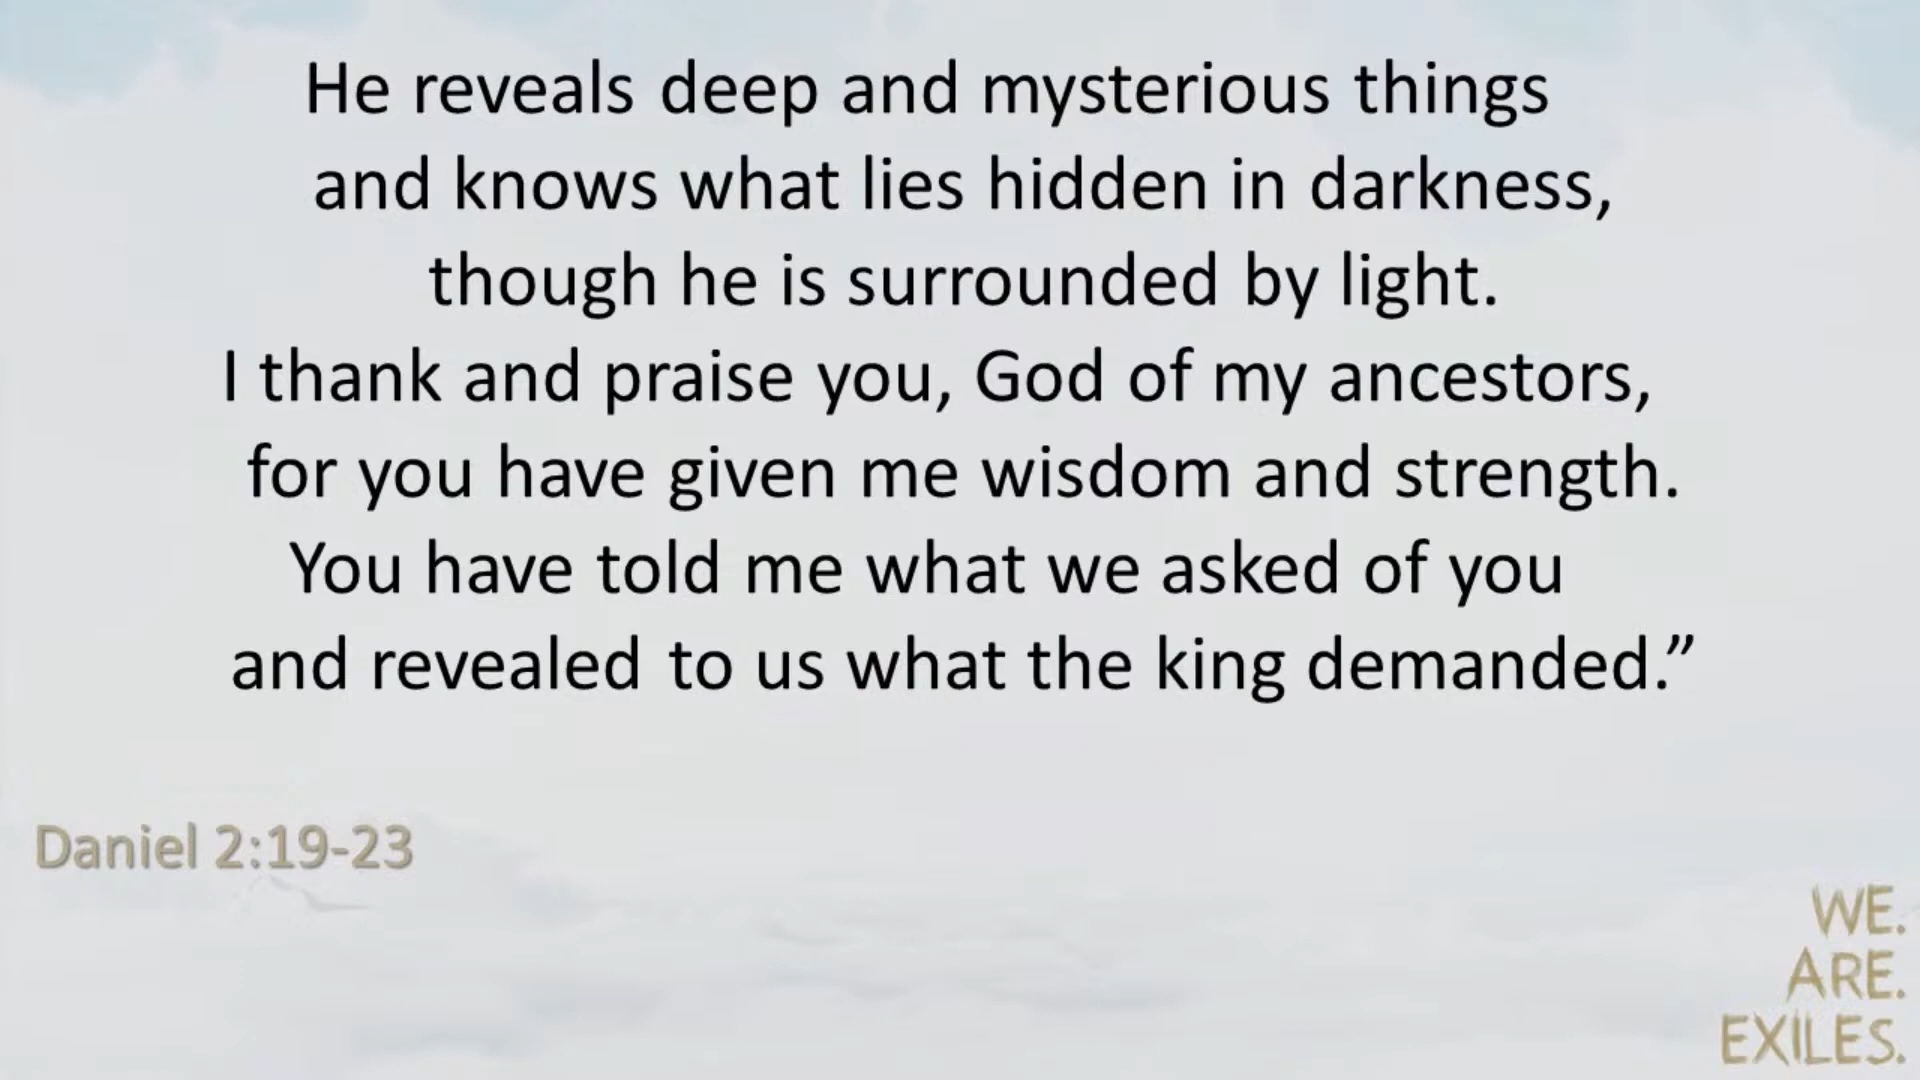 He reveals deep and mysterious things
and knows what lies hidden in darkness,
though he is surrounded by light.
I thank and praise you, God of my ancestors,
for you have given me wisdom and strength.
You have told me what we asked of you
and revealed to us what the king demanded.”
Daniel 2:19-23
WE.
ARE.
EXILES.